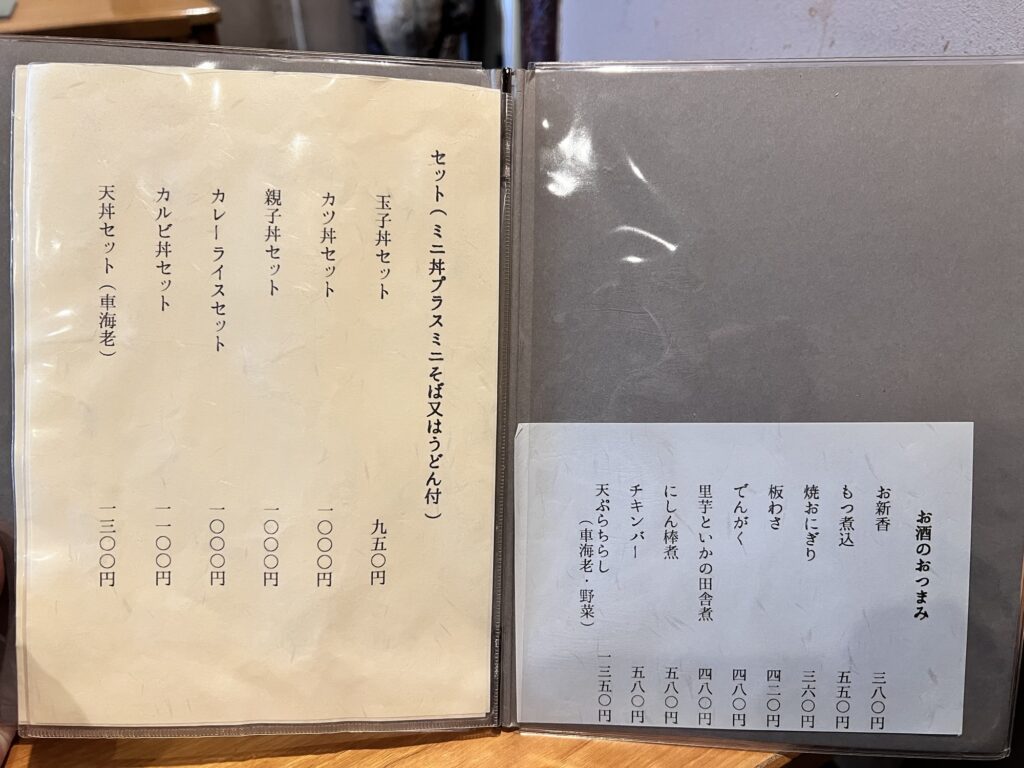 お酒のおつまみ
お新香 三八〇円
もつ煮込 五五〇円
焼おにぎり 三六〇円
板わさ 四二〇円
でんがく 四八〇円
里芋といかの田舎煮 四八〇円
にしん棒煮 五八〇円
チキンバー 五八〇円
天ぷらちらし
（車海老・野菜） 一三五〇円
セット（ミニ丼プラスミニそば又はうどん付）
玉子丼セット 九五〇円
カツ丼セット 一〇〇〇円
親子丼セット 一〇〇〇円
カレーライスセット 一〇〇〇円
カルビ丼セット 一一〇〇円
天丼セット（車海老） 一三〇〇円